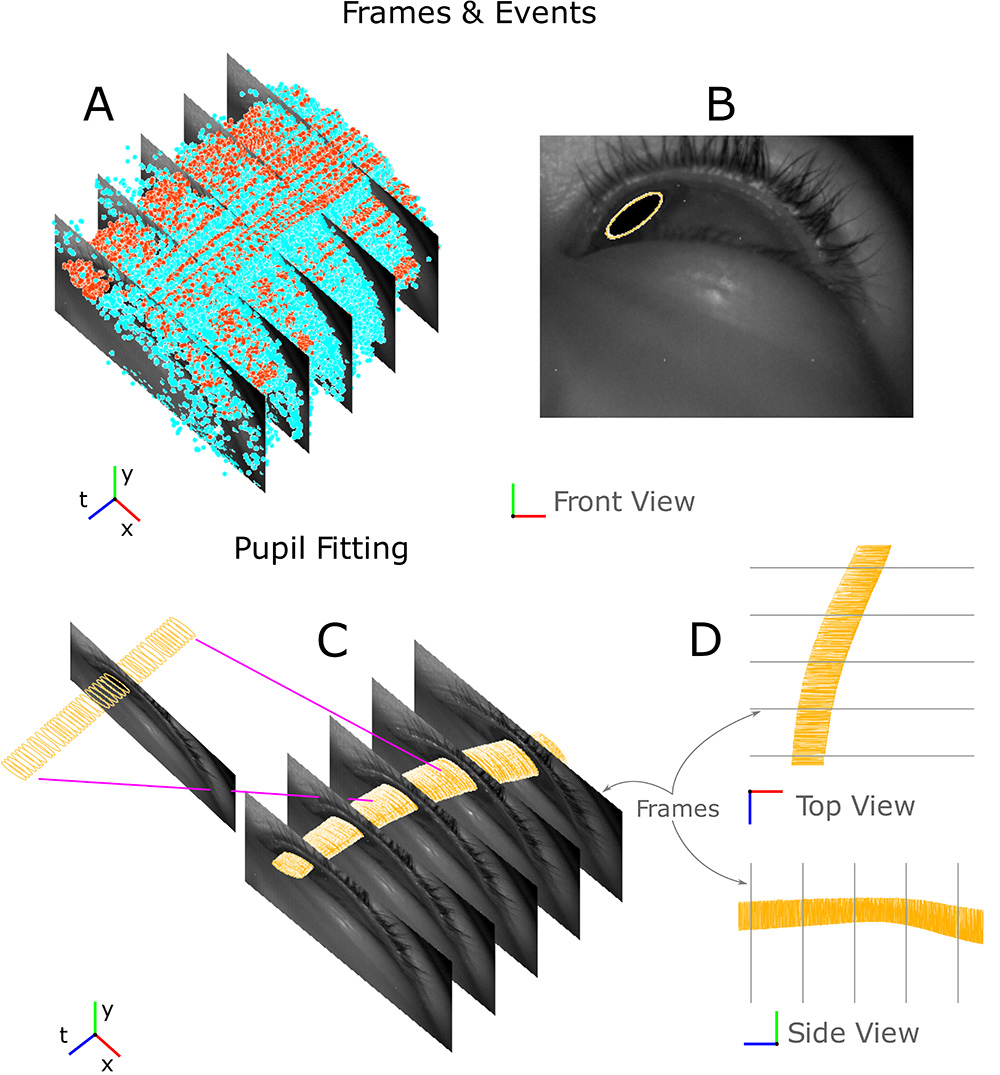 Frames & Events
A
B
y
t
x
Front View
Pupil Fitting
C
D
Frames
Top View
y
t
x
Side View